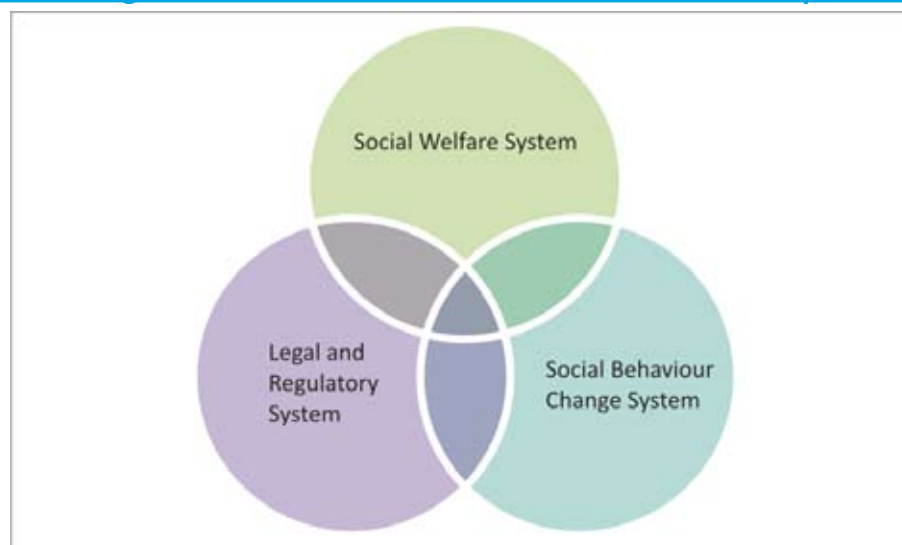 Social Welfare System
Legal and
Regulatory
System
Social Behaviour
Change System